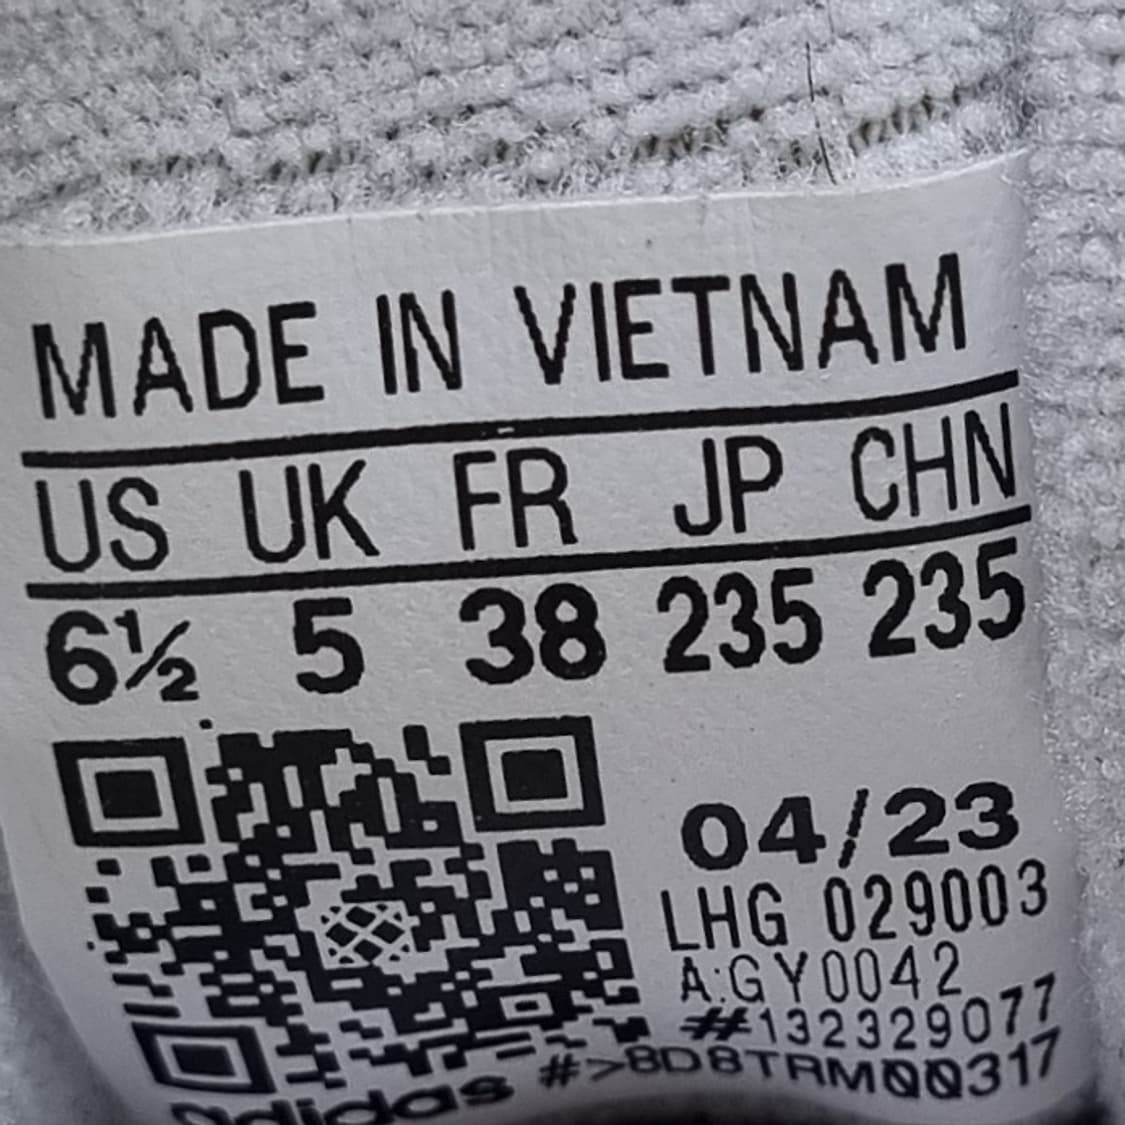 MADE IN VIETNAM
US UK FR JP CHN
6½ 5 38 235 235
04/23
LHG 029003
A:GY0042
#132329077
#>8D8TRM00317
adidas